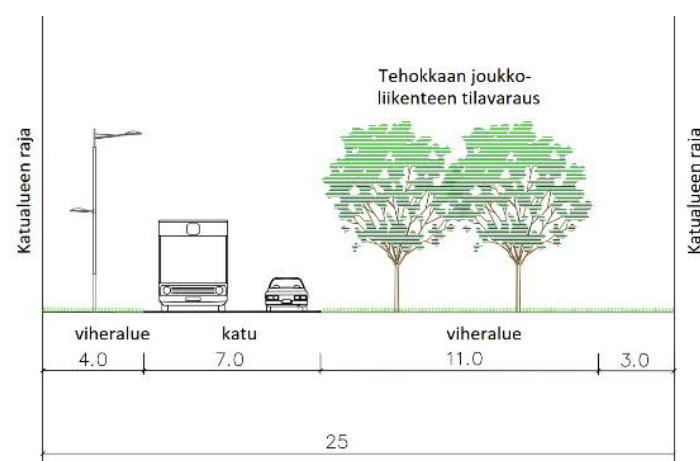 Tehokkaan joukko-
liikenteen tilavaraus
Katualueen raja
Katualueen raja
viheralue
katu
viheralue
4.0
7.0
11.0
3.0
25